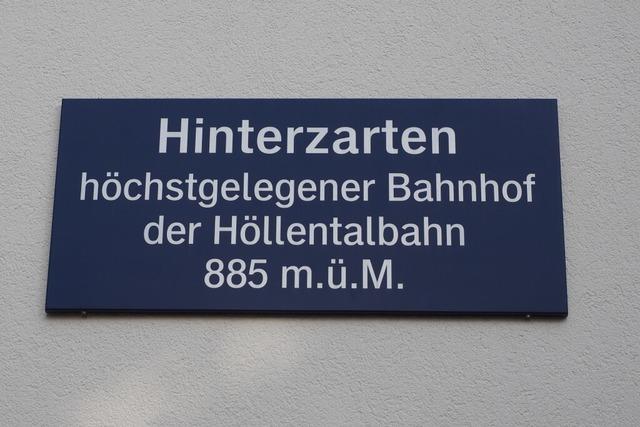 Hinterzarten
höchstgelegener Bahnhof
der Höllentalbahn
885 m.ü.M.